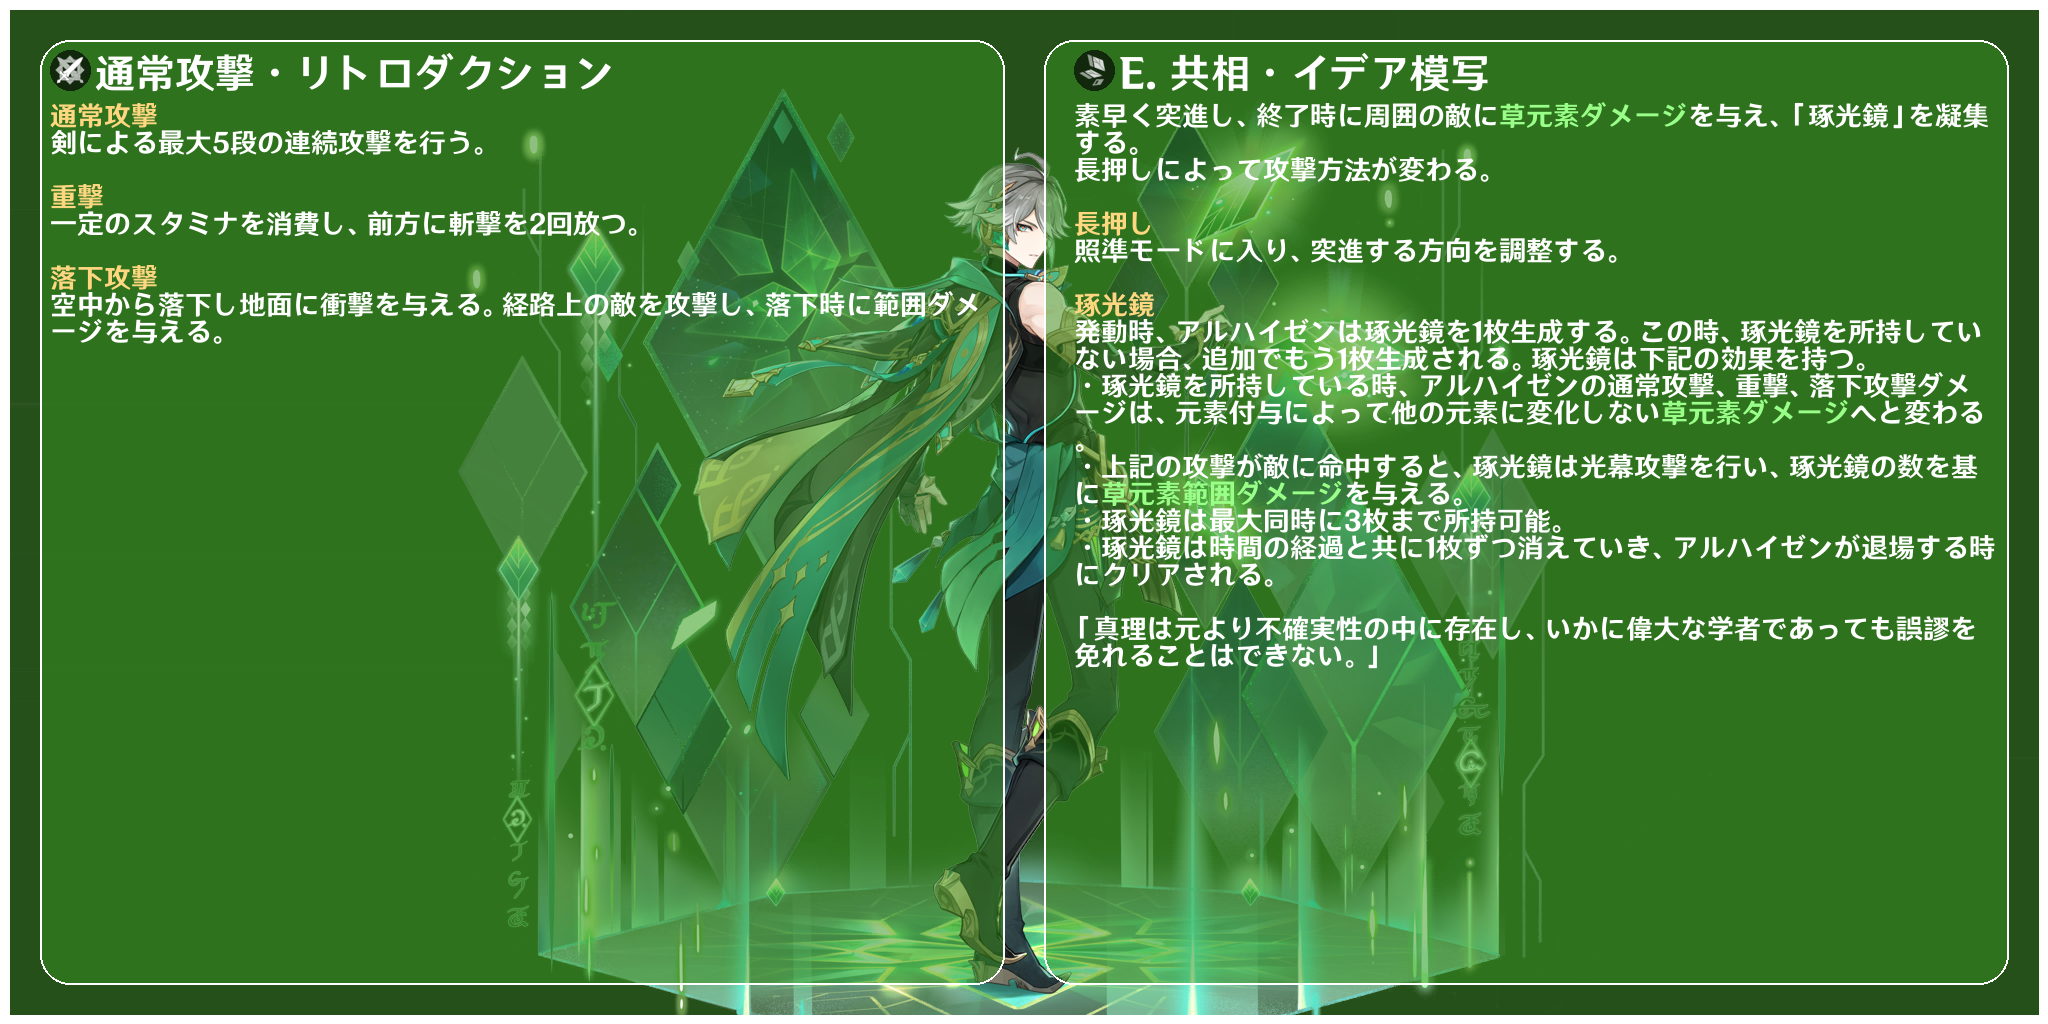 通常攻撃・リトロダクション
通常攻撃
剣による最大5段の連続攻撃を行う。
重撃
一定のスタミナを消費し、前方に斬撃を2回放つ。
落下攻撃
空中から落下し地面に衝撃を与える。経路上の敵を攻撃し、落下時に範囲ダメ
ージを与える。
E. 共相・イデア模写
素早く突進し、終了時に周囲の敵に草元素ダメージを与え、「琢光鏡」を凝集
する。
長押しによって攻撃方法が変わる。
長押し
照準モードに入り、突進する方向を調整する。
琢光鏡
発動時、アルハイゼンは琢光鏡を1枚生成する。この時、琢光鏡を所持してい
ない場合、追加でもう1枚生成される。琢光鏡は下記の効果を持つ。
・琢光鏡を所持している時、アルハイゼンの通常攻撃、重撃、落下攻撃ダメ
ージは、元素付与によって他の元素に変化しない草元素ダメージへと変わる
。
・上記の攻撃が敵に命中すると、琢光鏡は光幕攻撃を行い、琢光鏡の数を基
に草元素範囲ダメージを与える。
・琢光鏡は最大同時に3枚まで所持可能。
・琢光鏡は時間の経過と共に1枚ずつ消えていき、アルハイゼンが退場する時
にクリアされる。
「真理は元より不確実性の中に存在し、いかに偉大な学者であっても誤謬を
免れることはできない。」